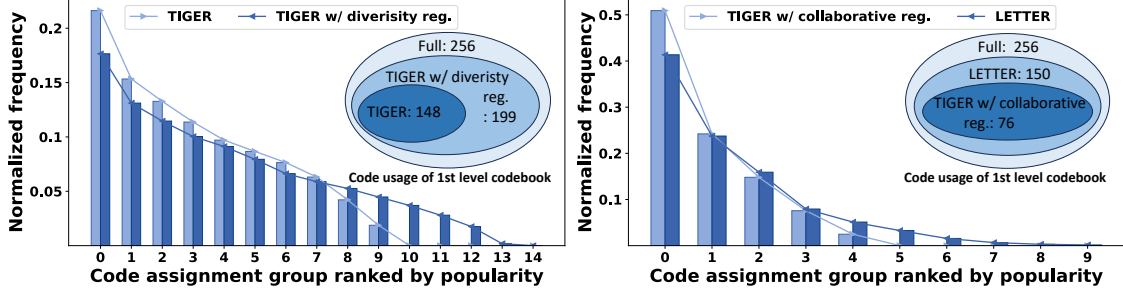 TIGER
TIGER w/ diverisity reg.
Normalized frequency
0.2
0.15
0.1
0.05
Full: 256
TIGER w/ diveristy
reg.
: 199
TIGER: 148
Code usage of 1st level codebook
0 1 2 3 4 5 6 7 8 9 10 11 12 13 14
Code assignment group ranked by popularity
TIGER w/ collaborative reg.
LETTER
Normalized frequency
0.5
0.4
0.3
0.2
0.1
Full: 256
LETTER: 150
TIGER w/ collaborative
reg.: 76
Code usage of 1st level codebook
0 1 2 3 4 5 6 7 8 9
Code assignment group ranked by popularity